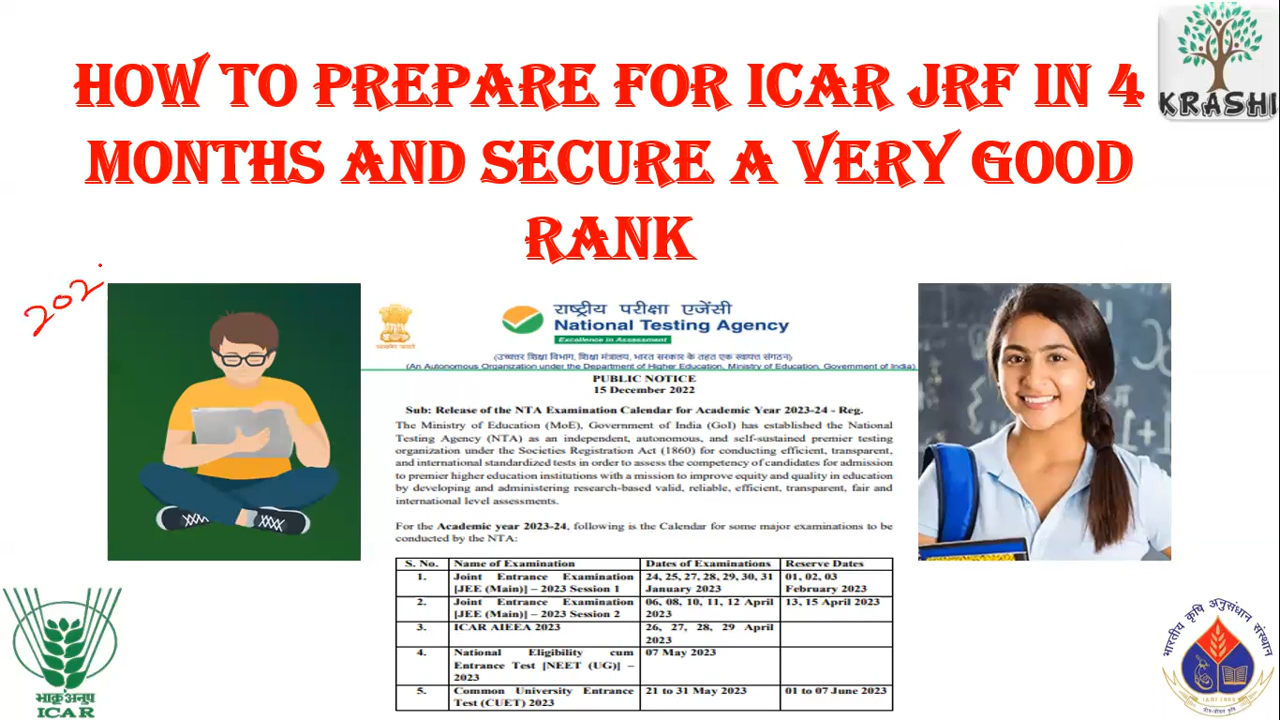 HOW TO PREPARE FOR ICAR JRF IN 4
MONTHS AND SECURE A VERY GOOD
RANK
KRASHI
202
राष्ट्रीय परीक्षा एजेंसी
National Testing Agency
Excellence in Assessment
(उच्चतर शिक्षा विभाग, शिक्षा मंत्रालय, भारत सरकार के तहत एक स्वायत्त संगठन)
(An Autonomous Organization under the Department of Higher Education, Ministry of Education, Government of India)
PUBLIC NOTICE
15 December 2022
Sub: Release of the NTA Examination Calendar for Academic Year 2023-24 - Reg.
The Ministry of Education (MoE), Government of India (GoI) has established the National
Testing Agency (NTA) as an independent, autonomous, and self-sustained premier testing
organization under the Societies Registration Act (1860) for conducting efficient, transparent,
and international standardized tests in order to assess the competency of candidates for admission
to premier higher education institutions with a mission to improve equity and quality in education
by developing and administering research-based valid, reliable, efficient, transparent, fair and
international level assessments.
For the Academic year 2023-24, following is the Calendar for some major examinations to be
conducted by the NTA:
S. No. Name of Examination Dates of Examinations Reserve Dates
1. Joint Entrance Examination 24, 25, 27, 28, 29, 30, 31 01, 02, 03
[JEE (Main)] – 2023 Session 1 January 2023 February 2023
2. Joint Entrance Examination 06, 08, 10, 11, 12 April 13, 15 April 2023
[JEE (Main)] – 2023 Session 2 2023
3. ICAR AIEEA 2023 26, 27, 28, 29 April
2023
4. National Eligibility cum 07 May 2023
Entrance Test [NEET (UG)] –
2023
5. Common University Entrance 21 to 31 May 2023 01 to 07 June 2023
Test (CUET) 2023
भाकृअनुप
ICAR
भारतीय कृषि अनुसंधान संस्थान